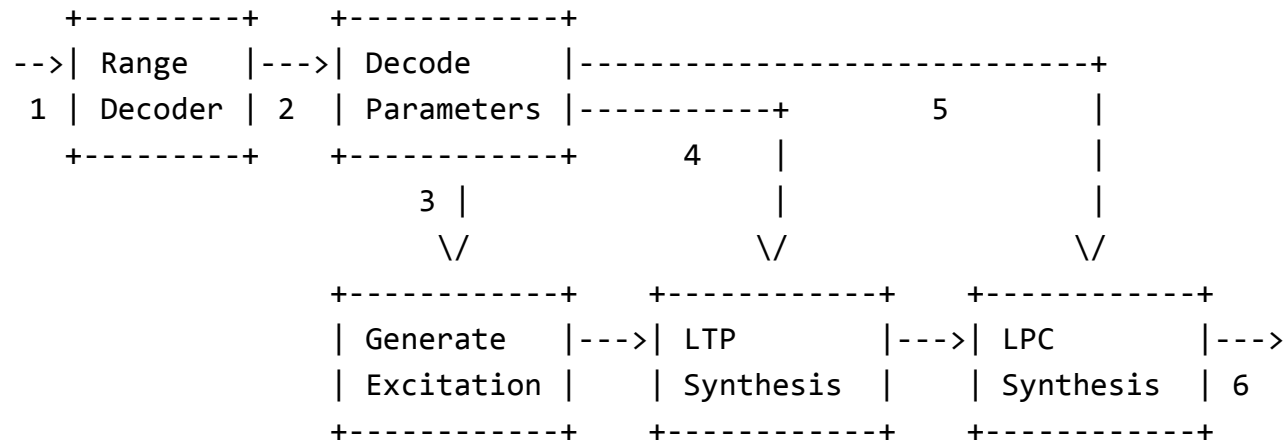 +---------+    +------------+
-->| Range   |--->| Decode     |---------------------------+
 1 | Decoder | 2  | Parameters |-----------+       5       |
   +---------+    +------------+     4     |               |
                       3 |                 |               |
                        \/                \/              \/
                  +------------+    +------------+    +------------+
                  | Generate   |--->| LTP        |--->| LPC        |--->
                  | Excitation |    | Synthesis  |    | Synthesis  | 6
                  +------------+    +------------+    +------------+